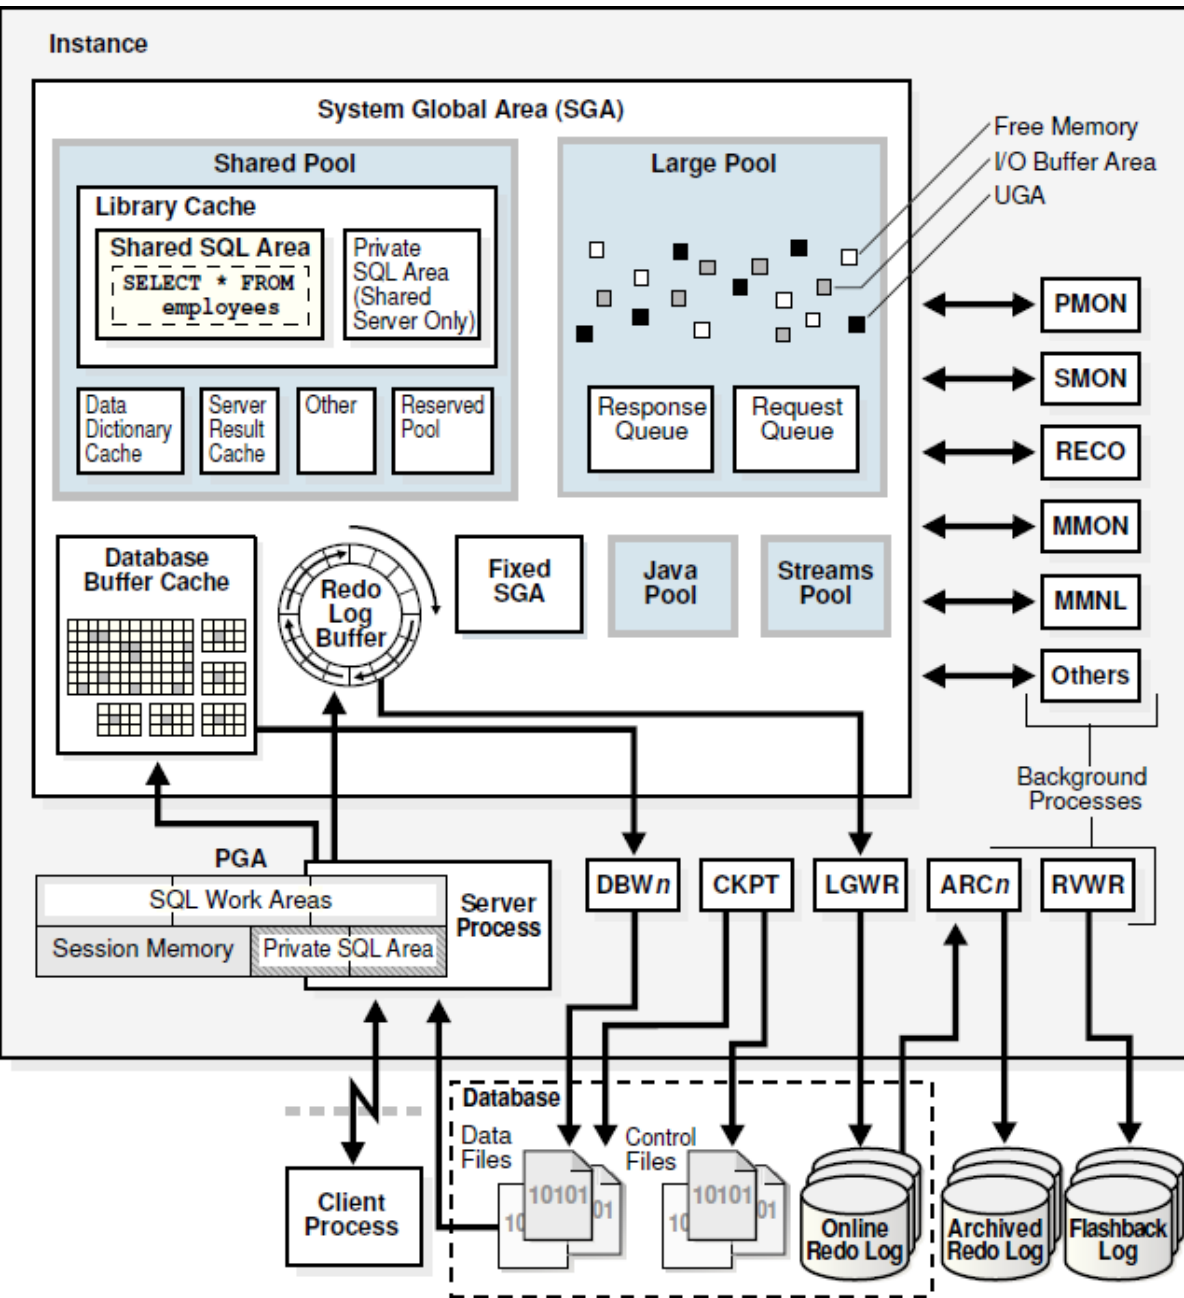 Instance
System Global Area (SGA)
Shared Pool
Library Cache
Shared SQL Area
SELECT * FROM
employees
Private
SQL Area
(Shared
Server Only)
Data
Dictionary
Cache
Server
Result
Cache
Other
Reserved
Pool
Large Pool
Response
Queue
Request
Queue
Free Memory
I/O Buffer Area
UGA
Database
Buffer Cache
Redo
Log
Buffer
Fixed
SGA
Java
Pool
Streams
Pool
PMON
SMON
RECO
MMON
MMNL
Others
Background
Processes
PGA
SQL Work Areas
Session Memory
Private SQL Area
Server
Process
DBWn
CKPT
LGWR
ARCn
RVWR
Client
Process
Database
Data
Files
10101
10
01
Control
Files
10101
10
01
Online
Redo Log
Archived
Redo Log
Flashback
Log